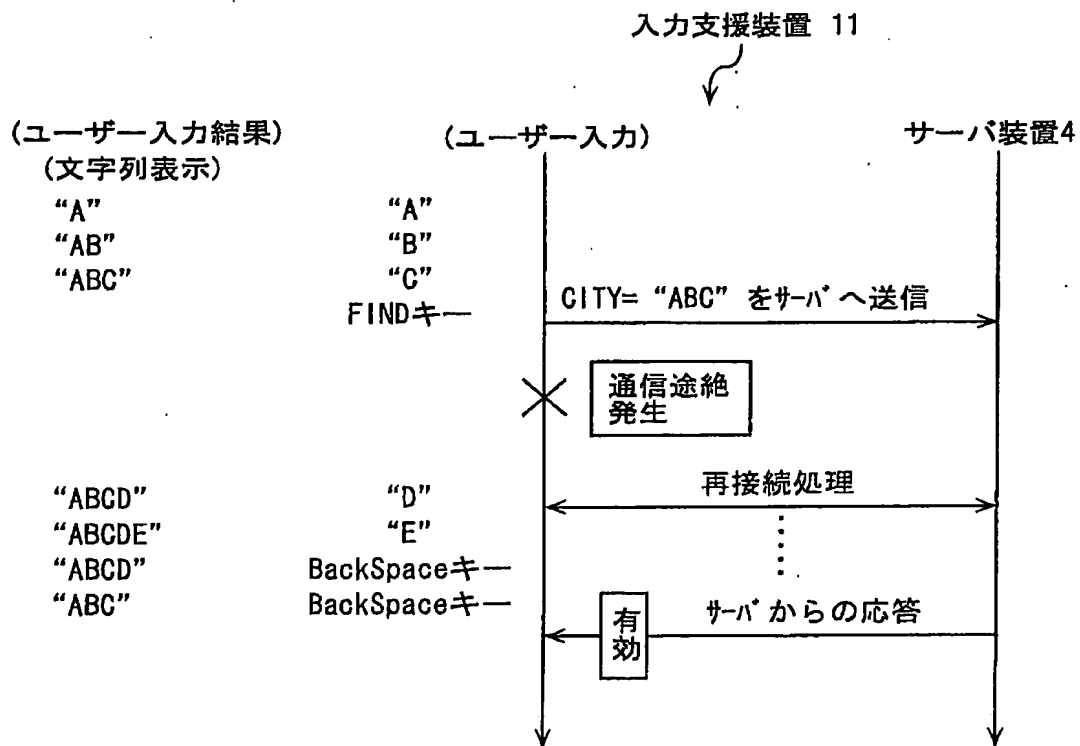 入力支援装置 11
(ユーザー入力結果) (ユーザー入力) サーバ装置4
(文字列表示)
“A” “A”
“AB” “B”
“ABC” “C”
FINDキー CITY= “ABC” をサーバへ送信
通信途絶
発生
“ABCD” “D” 再接続処理
“ABCDE” “E”
“ABCD” BackSpaceキー
“ABC” BackSpaceキー サーバからの応答
有
効